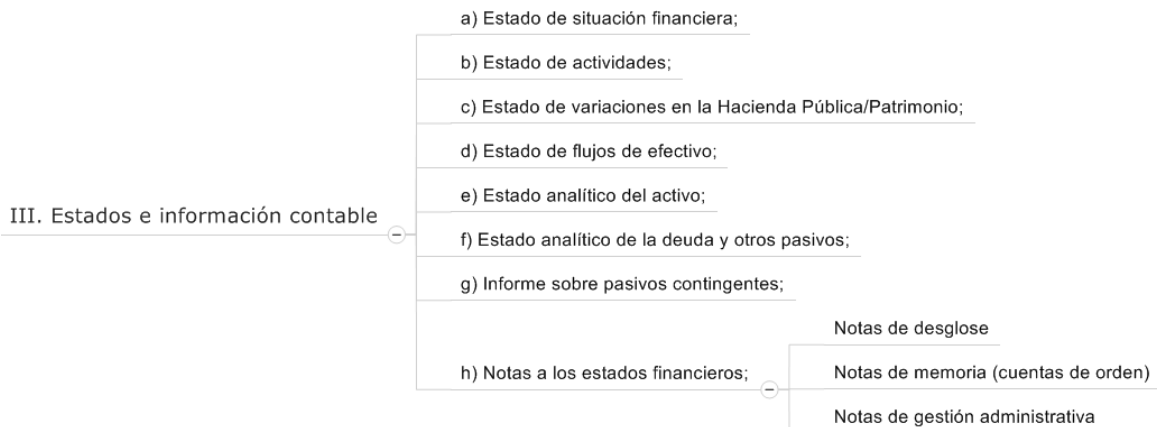 a) Estado de situación financiera;
b) Estado de actividades;
c) Estado de variaciones en la Hacienda Pública/Patrimonio;
d) Estado de flujos de efectivo;
e) Estado analítico del activo;
III. Estados e información contable
f) Estado analítico de la deuda y otros pasivos;
g) Informe sobre pasivos contingentes;
h) Notas a los estados financieros;
Notas de desglose
Notas de memoria (cuentas de orden)
Notas de gestión administrativa